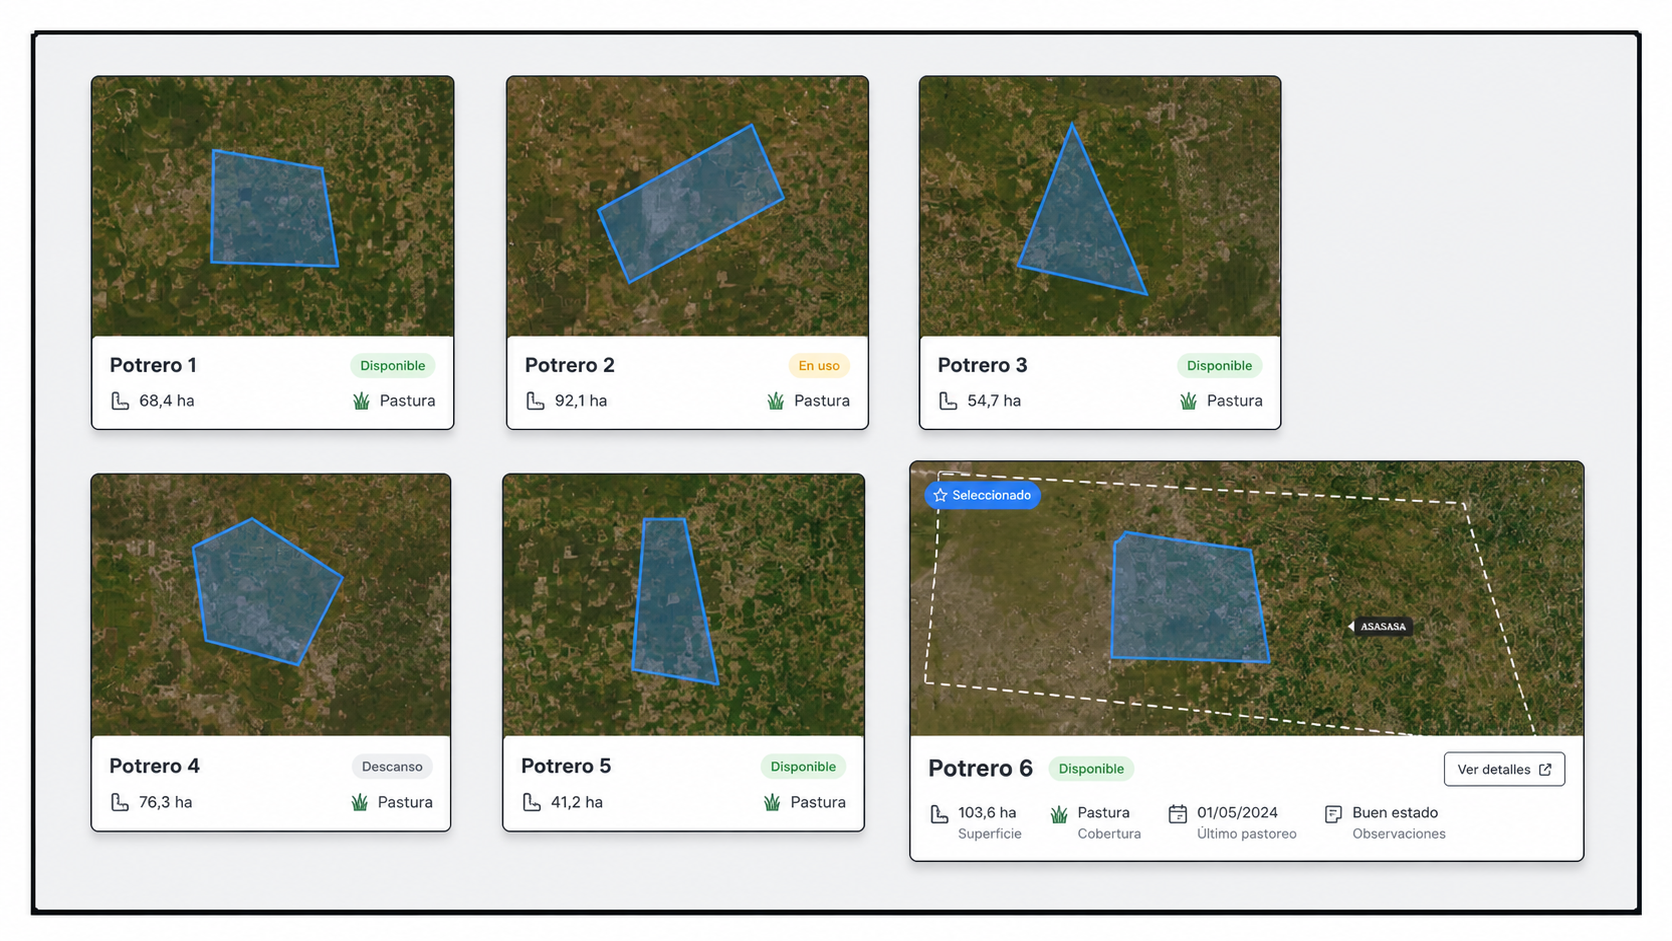 Potrero 1
Disponible
68,4 ha
Pastura
Potrero 2
En uso
92,1 ha
Pastura
Potrero 3
Disponible
54,7 ha
Pastura
Potrero 4
Descanso
76,3 ha
Pastura
Potrero 5
Disponible
41,2 ha
Pastura
Seleccionado
ASASASA
Potrero 6
Disponible
Ver detalles
103,6 ha
Superficie
Pastura
Cobertura
01/05/2024
Último pastoreo
Buen estado
Observaciones